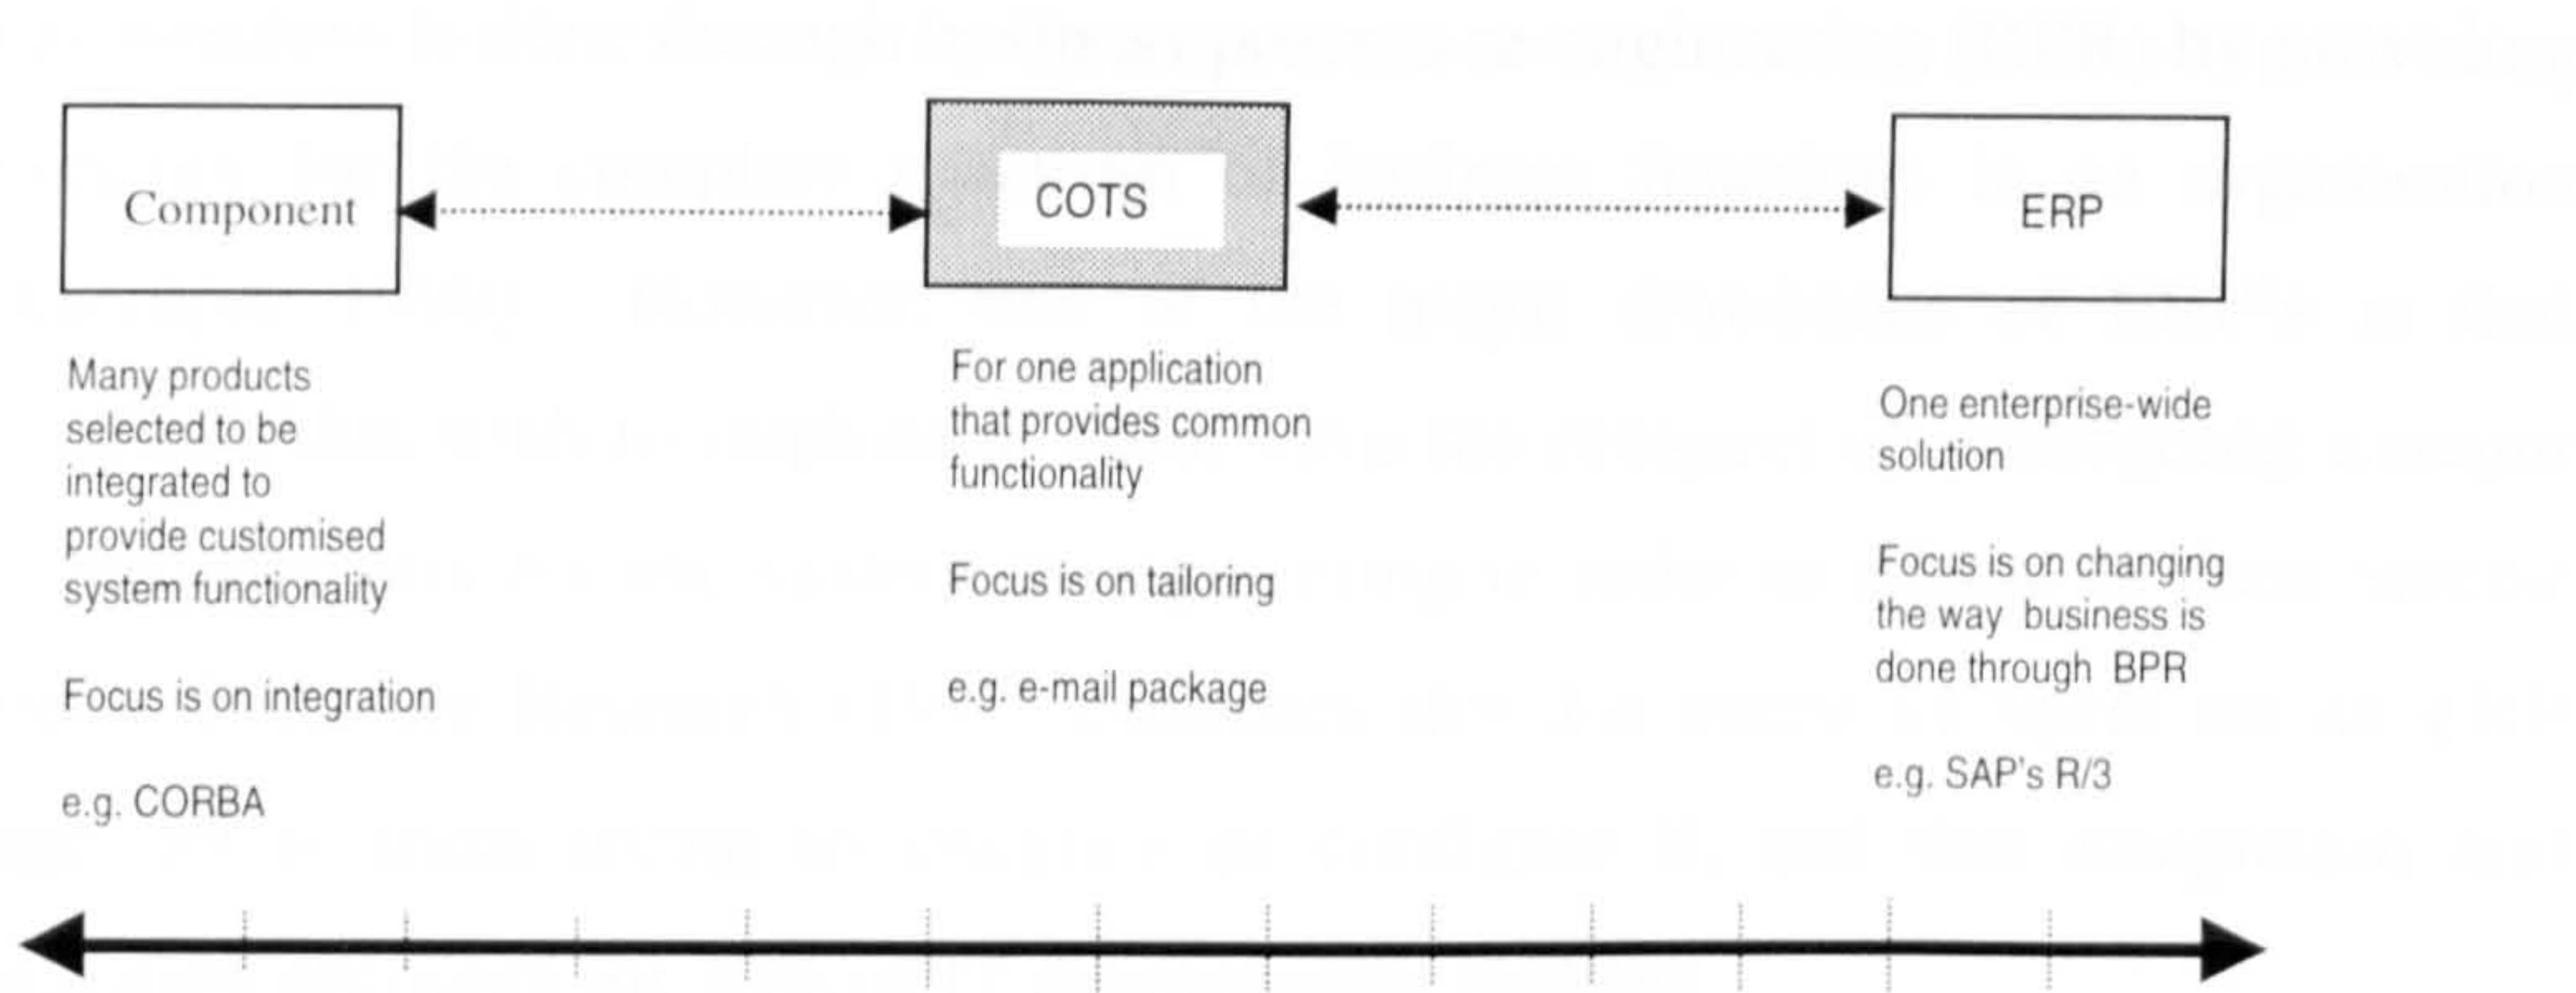 Component
COTS
ERP
Many products
selected to be
integrated to
provide customised
system functionality
Focus is on integration
e.g. CORBA
For one application
that provides common
functionality
Focus is on tailoring
e.g. e-mail package
One enterprise-wide
solution
Focus is on changing
the way business is
done through BPR
e.g. SAP's R/3